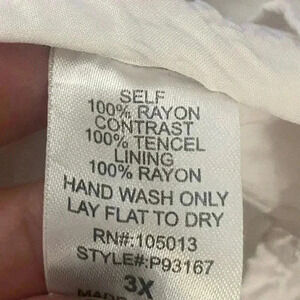 SELF
100% RAYON
CONTRAST
100% TENCEL
LINING
100% RAYON
HAND WASH ONLY
LAY FLAT TO DRY
RN#:105013
STYLE#:P93167
3X
MADE